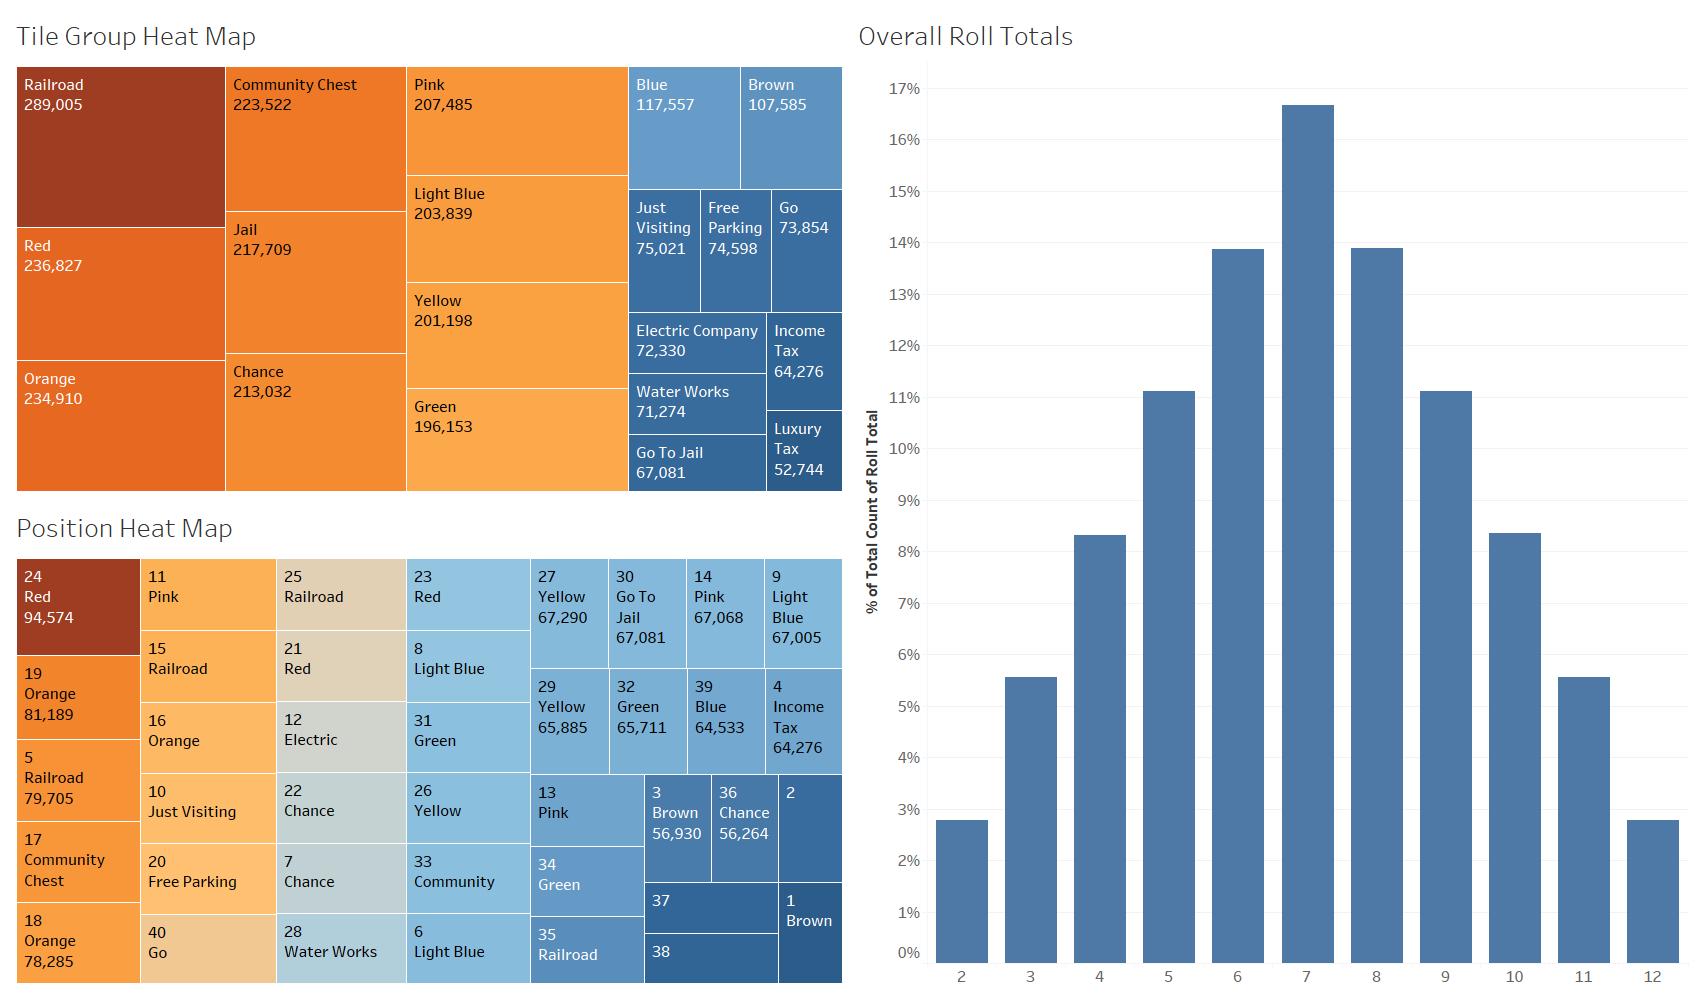 Tile Group Heat Map
Railroad
289,005
Red
236,827
Orange
234,910
Community Chest
223,522
Jail
217,709
Chance
213,032
Pink
207,485
Light Blue
203,839
Yellow
201,198
Green
196,153
Blue
117,557
Brown
107,585
Just
Visiting
75,021
Free
Parking
74,598
Go
73,854
Electric Company
72,330
Water Works
71,274
Go To Jail
67,081
Income
Tax
64,276
Luxury
Tax
52,744
Position Heat Map
24
Red
94,574
19
Orange
81,189
5
Railroad
79,705
17
Community
Chest
18
Orange
78,285
11
Pink
15
Railroad
16
Orange
10
Just Visiting
20
Free Parking
40
Go
25
Railroad
21
Red
12
Electric
22
Chance
7
Chance
28
Water Works
23
Red
8
Light Blue
31
Green
26
Yellow
33
Community
6
Light Blue
27
Yellow
67,290
30
Go To
Jail
67,081
14
Pink
67,068
9
Light
Blue
67,005
29
Yellow
65,885
32
Green
65,711
39
Blue
64,533
4
Income
Tax
64,276
13
Pink
34
Green
35
Railroad
3
Brown
56,930
36
Chance
56,264
2
37
38
1
Brown
Overall Roll Totals
% of Total Count of Roll Total
17%
16%
15%
14%
13%
12%
11%
10%
9%
8%
7%
6%
5%
4%
3%
2%
1%
0%
2 3 4 5 6 7 8 9 10 11 12